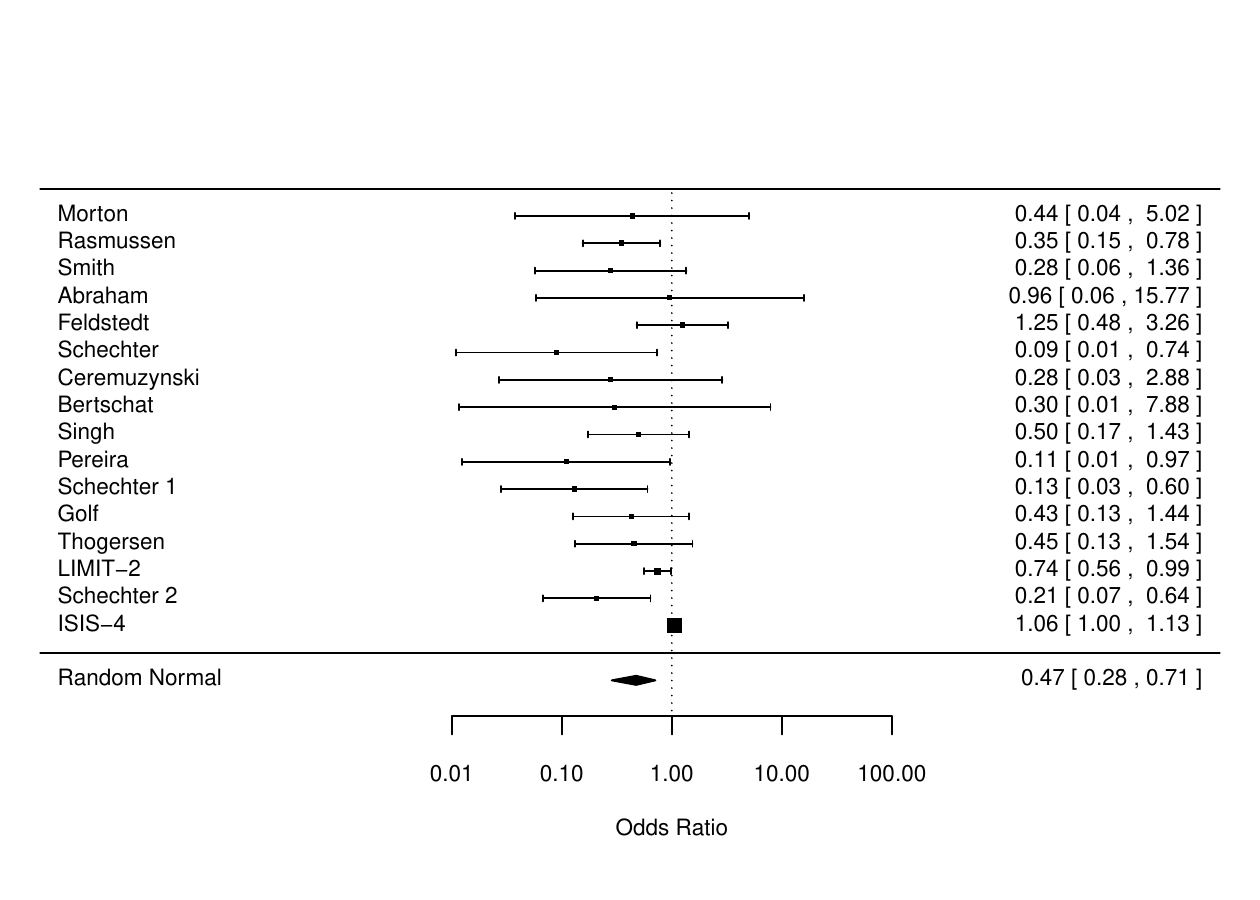 Morton 0.44 [ 0.04 , 5.02 ]
Rasmussen 0.35 [ 0.15 , 0.78 ]
Smith 0.28 [ 0.06 , 1.36 ]
Abraham 0.96 [ 0.06 , 15.77 ]
Feldstedt 1.25 [ 0.48 , 3.26 ]
Schechter 0.09 [ 0.01 , 0.74 ]
Ceremuzynski 0.28 [ 0.03 , 2.88 ]
Bertschat 0.30 [ 0.01 , 7.88 ]
Singh 0.50 [ 0.17 , 1.43 ]
Pereira 0.11 [ 0.01 , 0.97 ]
Schechter 1 0.13 [ 0.03 , 0.60 ]
Golf 0.43 [ 0.13 , 1.44 ]
Thogersen 0.45 [ 0.13 , 1.54 ]
LIMIT−2 0.74 [ 0.56 , 0.99 ]
Schechter 2 0.21 [ 0.07 , 0.64 ]
ISIS−4 1.06 [ 1.00 , 1.13 ]
Random Normal 0.47 [ 0.28 , 0.71 ]
0.01 0.10 1.00 10.00 100.00
Odds Ratio